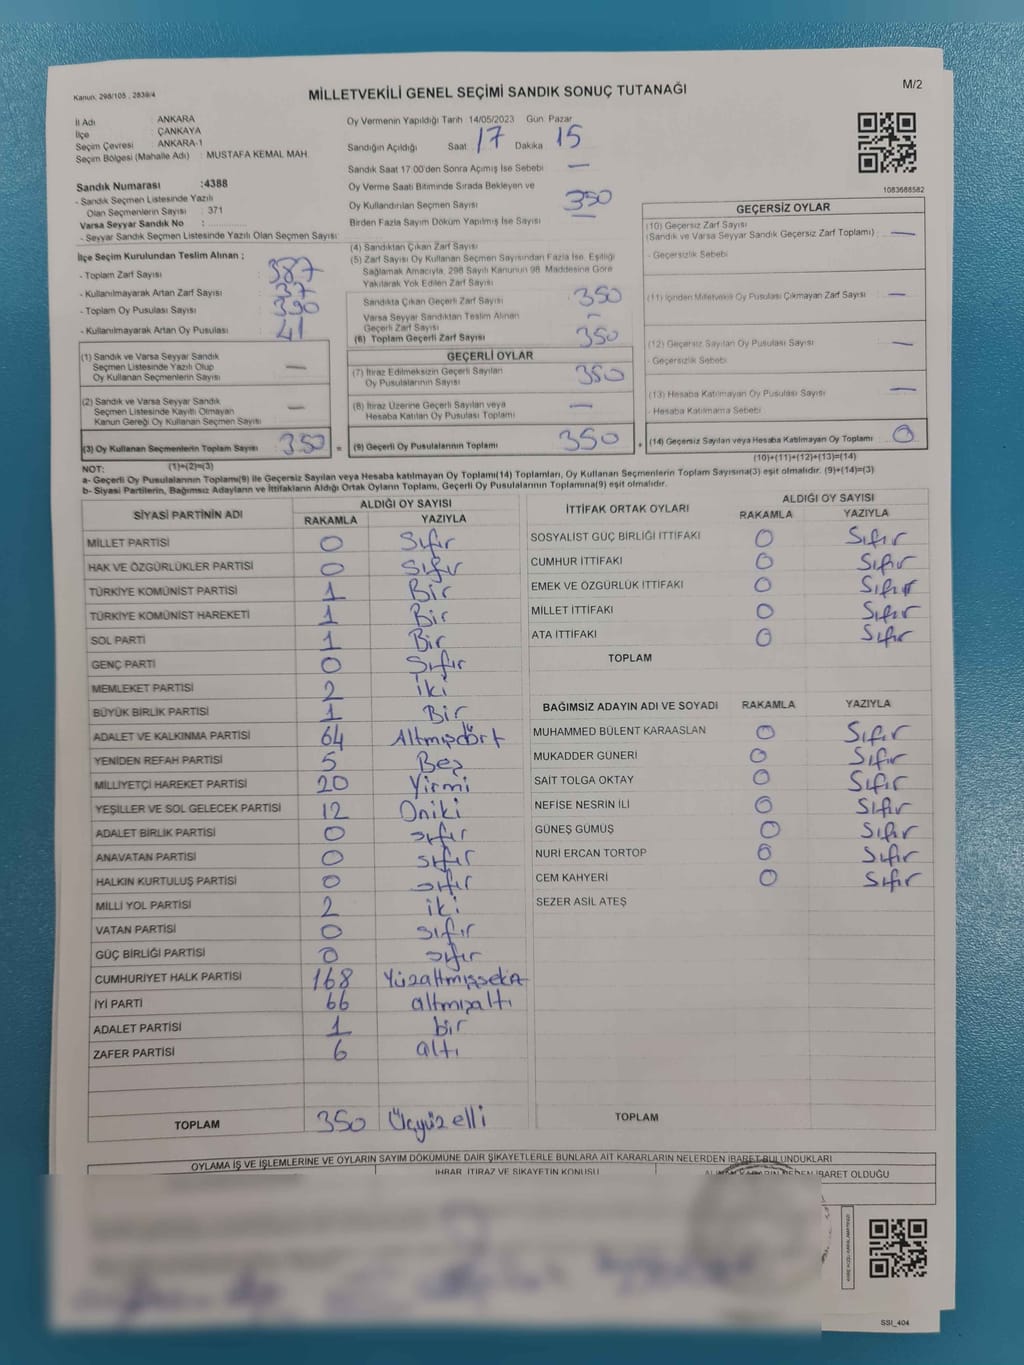 Kanun: 298/105 , 2839/4
MİLLETVEKİLİ GENEL SEÇİMİ SANDIK SONUÇ TUTANAĞI
M/2
İl Adı : ANKARA
İlçe : ÇANKAYA
Seçim Çevresi : ANKARA-1
Seçim Bölgesi (Mahalle Adı) : MUSTAFA KEMAL MAH.
Sandık Numarası :4388
- Sandık Seçmen Listesinde Yazılı
Olan Seçmenlerin Sayısı : 371
Varsa Seyyar Sandık No :
- Seyyar Sandık Seçmen Listesinde Yazılı Olan Seçmen Sayısı:
İlçe Seçim Kurulundan Teslim Alınan ;
- Toplam Zarf Sayısı : 387
- Kullanılmayarak Artan Zarf Sayısı : 37
- Toplam Oy Pusulası Sayısı : 390
- Kullanılmayarak Artan Oy Pusulası : 41
(1) Sandık ve Varsa Seyyar Sandık
Seçmen Listesinde Yazılı Olup
Oy Kullanan Seçmenlerin Sayısı —
(2) Sandık ve Varsa Seyyar Sandık
Seçmen Listesinde Kayıtlı Olmayan
Kanun Gereği Oy Kullanan Seçmen Sayısı —
(3) Oy Kullanan Seçmenlerin Toplam Sayısı 350 =
(1)+(2)=(3)
Oy Vermenin Yapıldığı Tarih 14/05/2023 Gün: Pazar
Sandığın Açıldığı Saat 17 Dakika 15
Sandık Saat 17:00'den Sonra Açımış İse Sebebi —
Oy Verme Saati Bitiminde Sırada Bekleyen ve
Oy Kullandırılan Seçmen Sayısı 350
Birden Fazla Sayım Döküm Yapılmış İse Sayısı
(4) Sandıktan Çıkan Zarf Sayısı
(5) Zarf Sayısı Oy Kullanan Seçmen Sayısından Fazla İse, Eşitliği
Sağlamak Amacıyla, 298 Sayılı Kanunun 98. Maddesine Göre
Yakılarak Yok Edilen Zarf Sayısı
Sandıkta Çıkan Geçerli Zarf Sayısı 350
Varsa Seyyar Sandıktan Teslim Alınan
Geçerli Zarf Sayısı –
(6) Toplam Geçerli Zarf Sayısı 350
GEÇERLİ OYLAR
(7) İtiraz Edilmeksizin Geçerli Sayılan
Oy Pusulalarının Sayısı 350
(8) İtiraz Üzerine Geçerli Sayılan veya
Hesaba Katılan Oy Pusulası Toplamı —
(9) Geçerli Oy Pusulalarının Toplamı 350 +
1083688582
GEÇERSİZ OYLAR
(10) Geçersiz Zarf Sayısı
(Sandık ve Varsa Seyyar Sandık Geçersiz Zarf Toplamı) : —
- Geçersizlik Sebebi
(11) İçinden Milletvekili Oy Pusulası Çıkmayan Zarf Sayısı : —
(12) Geçersiz Sayılan Oy Pusulası Sayısı : —
- Geçersizlik Sebebi
(13) Hesaba Katılmayan Oy Pusulası Sayısı : —
- Hesaba Katılmama Sebebi
(14) Geçersiz Sayılan veya Hesaba Katılmayan Oy Toplamı : 0
(10)+(11)+(12)+(13)=(14)
NOT:
a- Geçerli Oy Pusulalarının Toplamı(9) ile Geçersiz Sayılan veya Hesaba katılmayan Oy Toplamı(14) Toplamları, Oy Kullanan Seçmenlerin Toplam Sayısına(3) eşit olmalıdır. (9)+(14)=(3)
b- Siyasi Partilerin, Bağımsız Adayların ve İttifakların Aldığı Ortak Oyların Toplamı, Geçerli Oy Pusulalarının Toplamına(9) eşit olmalıdır.
SİYASİ PARTİNİN ADI ALDIĞI OY SAYISI
RAKAMLA YAZIYLA
MİLLET PARTİSİ 0 Sıfır
HAK VE ÖZGÜRLÜKLER PARTİSİ 0 Sıfır
TÜRKİYE KOMÜNİST PARTİSİ 1 Bir
TÜRKİYE KOMÜNİST HAREKETİ 1 Bir
SOL PARTİ 1 Bir
GENÇ PARTİ 0 Sıfır
MEMLEKET PARTİSİ 2 iki
BÜYÜK BİRLİK PARTİSİ 1 Bir
ADALET VE KALKINMA PARTİSİ 64 Altmışdört
YENİDEN REFAH PARTİSİ 5 Beş
MİLLİYETÇİ HAREKET PARTİSİ 20 Yirmi
YEŞİLLER VE SOL GELECEK PARTİSİ 12 Oniki
ADALET BİRLİK PARTİSİ 0 sıfır
ANAVATAN PARTİSİ 0 sıfır
HALKIN KURTULUŞ PARTİSİ 0 sıfır
MİLLİ YOL PARTİSİ 2 iki
VATAN PARTİSİ 0 sıfır
GÜÇ BİRLİĞİ PARTİSİ 0 sıfır
CUMHURİYET HALK PARTİSİ 168 Yüzaltmışsekiz
İYİ PARTİ 66 altmışaltı
ADALET PARTİSİ 1 bir
ZAFER PARTİSİ 6 altı
TOPLAM 350 Üçyüz elli
İTTİFAK ORTAK OYLARI ALDIĞI OY SAYISI
RAKAMLA YAZIYLA
SOSYALİST GÜÇ BİRLİĞİ İTTİFAKI 0 Sıfır
CUMHUR İTTİFAKI 0 Sıfır
EMEK VE ÖZGÜRLÜK İTTİFAKI 0 Sıfır
MİLLET İTTİFAKI 0 Sıfır
ATA İTTİFAKI 0 Sıfır
TOPLAM
BAĞIMSIZ ADAYIN ADI VE SOYADI RAKAMLA YAZIYLA
MUHAMMED BÜLENT KARAASLAN 0 Sıfır
MUKADDER GÜNERİ 0 Sıfır
SAİT TOLGA OKTAY 0 Sıfır
NEFİSE NESRİN İLİ 0 Sıfır
GÜNEŞ GÜMÜŞ 0 Sıfır
NURİ ERCAN TORTOP 0 Sıfır
CEM KAHYERİ 0 Sıfır
SEZER ASİL ATEŞ
TOPLAM
OYLAMA İŞ VE İŞLEMLERİNE VE OYLARIN SAYIM DÖKÜMÜNE DAİR ŞİKAYETLERLE BUNLARA AİT KARARLARIN NELERDEN İBARET BULUNDUKLARI
İHBAR, İTİRAZ VE ŞİKAYETİN KONUSU
İBARET OLDUĞU
SSI_404